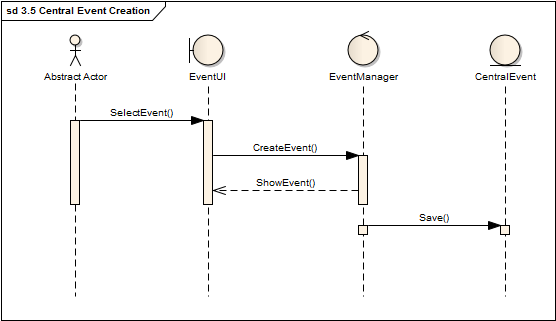 sd 3.5 Central Event Creation
Abstract Actor
EventUI
EventManager
CentralEvent
SelectEvent()
CreateEvent()
ShowEvent()
Save()